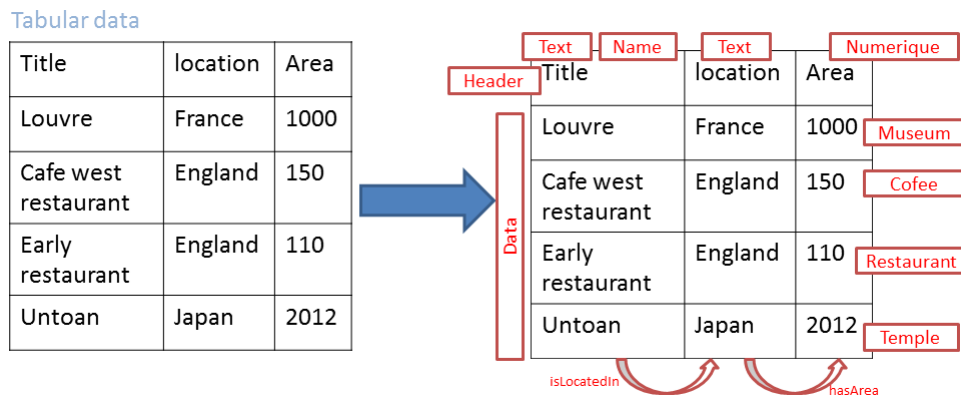 Tabular data
Title location Area
Louvre France 1000
Cafe west
restaurant England 150
Early
restaurant England 110
Untoan Japan 2012
Text Name Text Numerique
Header
Title location Area
Data
Louvre France 1000 Museum
Cafe west
restaurant England 150 Cofee
Early
restaurant England 110 Restaurant
Untoan Japan 2012 Temple
isLocatedIn hasArea